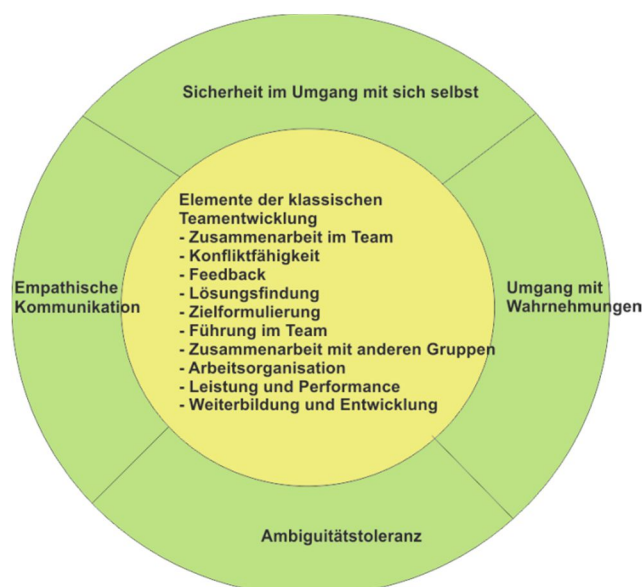 Sicherheit im Umgang mit sich selbst
Elemente der klassischen
Teamentwicklung
- Zusammenarbeit im Team
- Konfliktfähigkeit
- Feedback
- Lösungsfindung
- Zielformulierung
- Führung im Team
- Zusammenarbeit mit anderen Gruppen
- Arbeitsorganisation
- Leistung und Performance
- Weiterbildung und Entwicklung
Empathische
Kommunikation
Umgang mit
Wahrnehmungen
Ambiguitätstoleranz